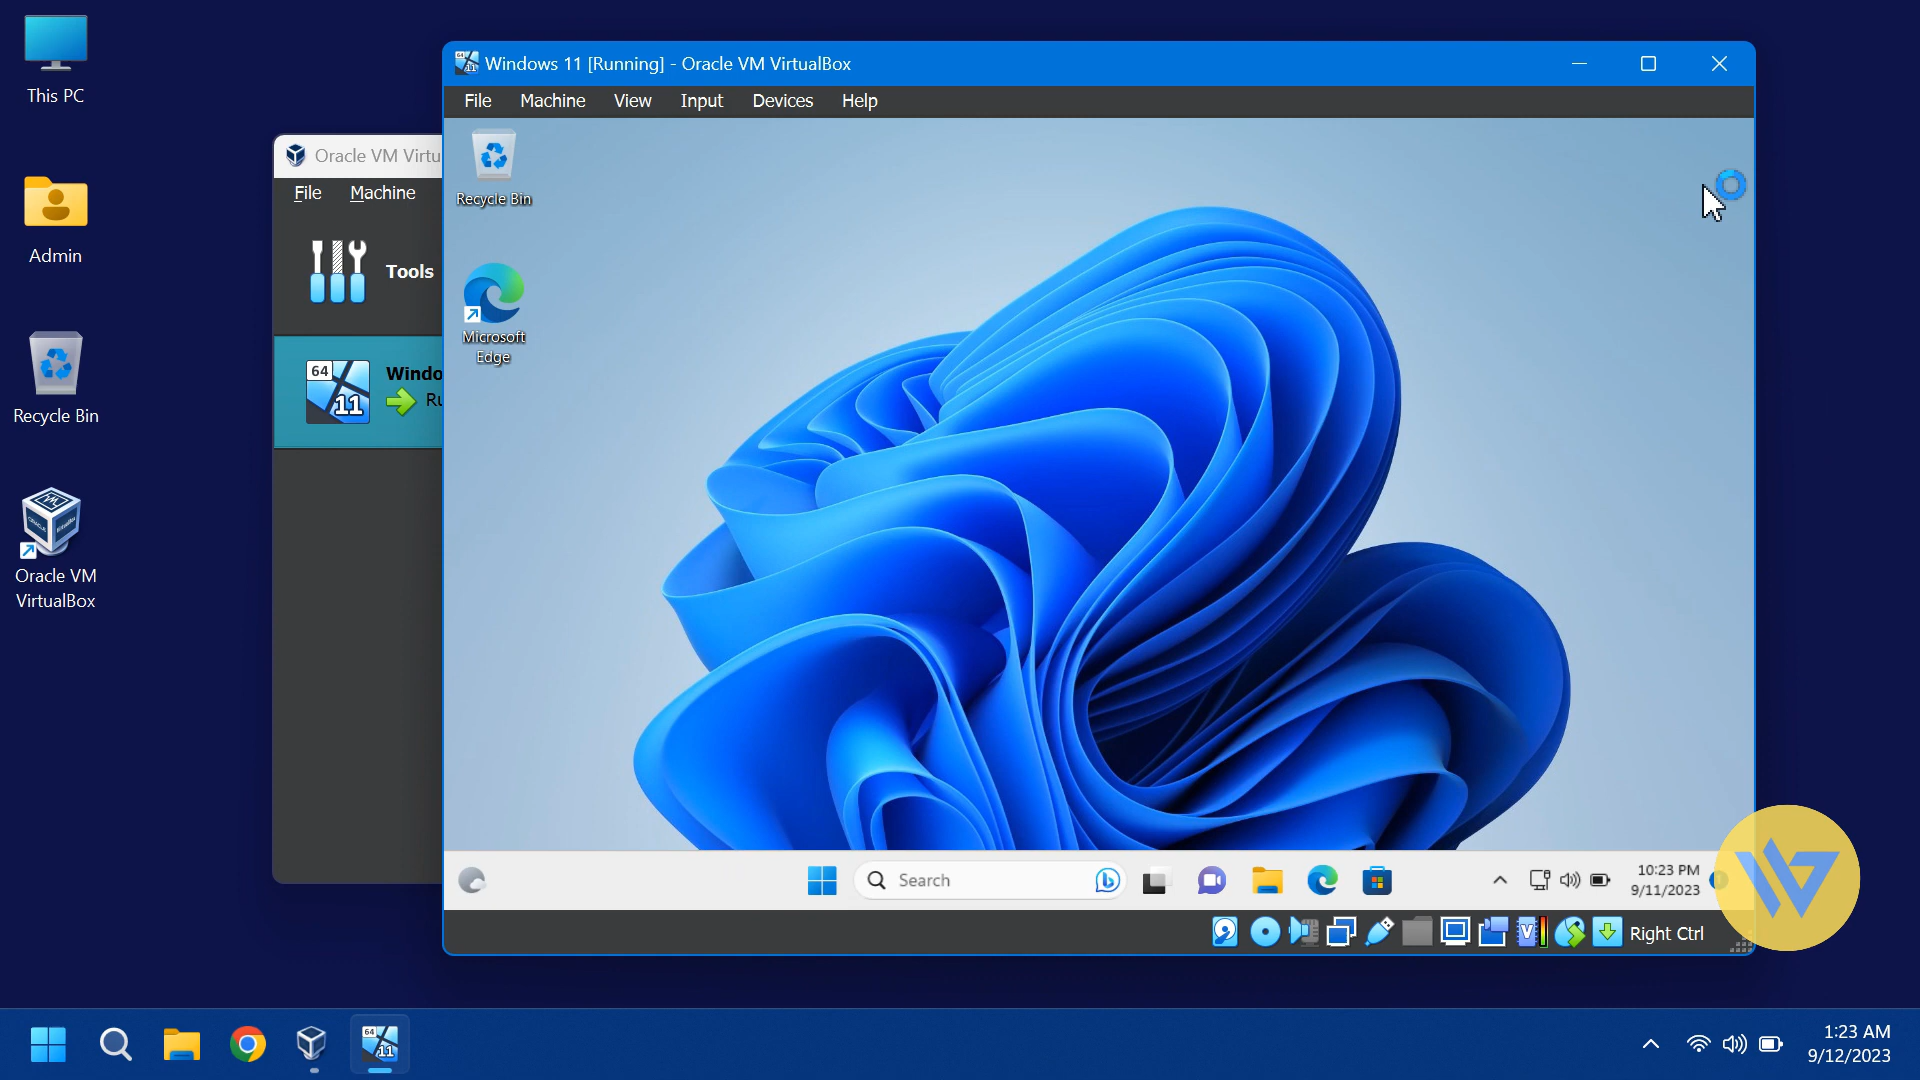 This PC
Admin
Recycle Bin
Oracle VM
VirtualBox
Oracle VM Virtu
File Machine
Tools
64
11
Windo
Ru
Windows 11 [Running] - Oracle VM VirtualBox
File Machine View Input Devices Help
Recycle Bin
Microsoft
Edge
Search
10:23 PM
9/11/2023
Right Ctrl
64
11
1:23 AM
9/12/2023